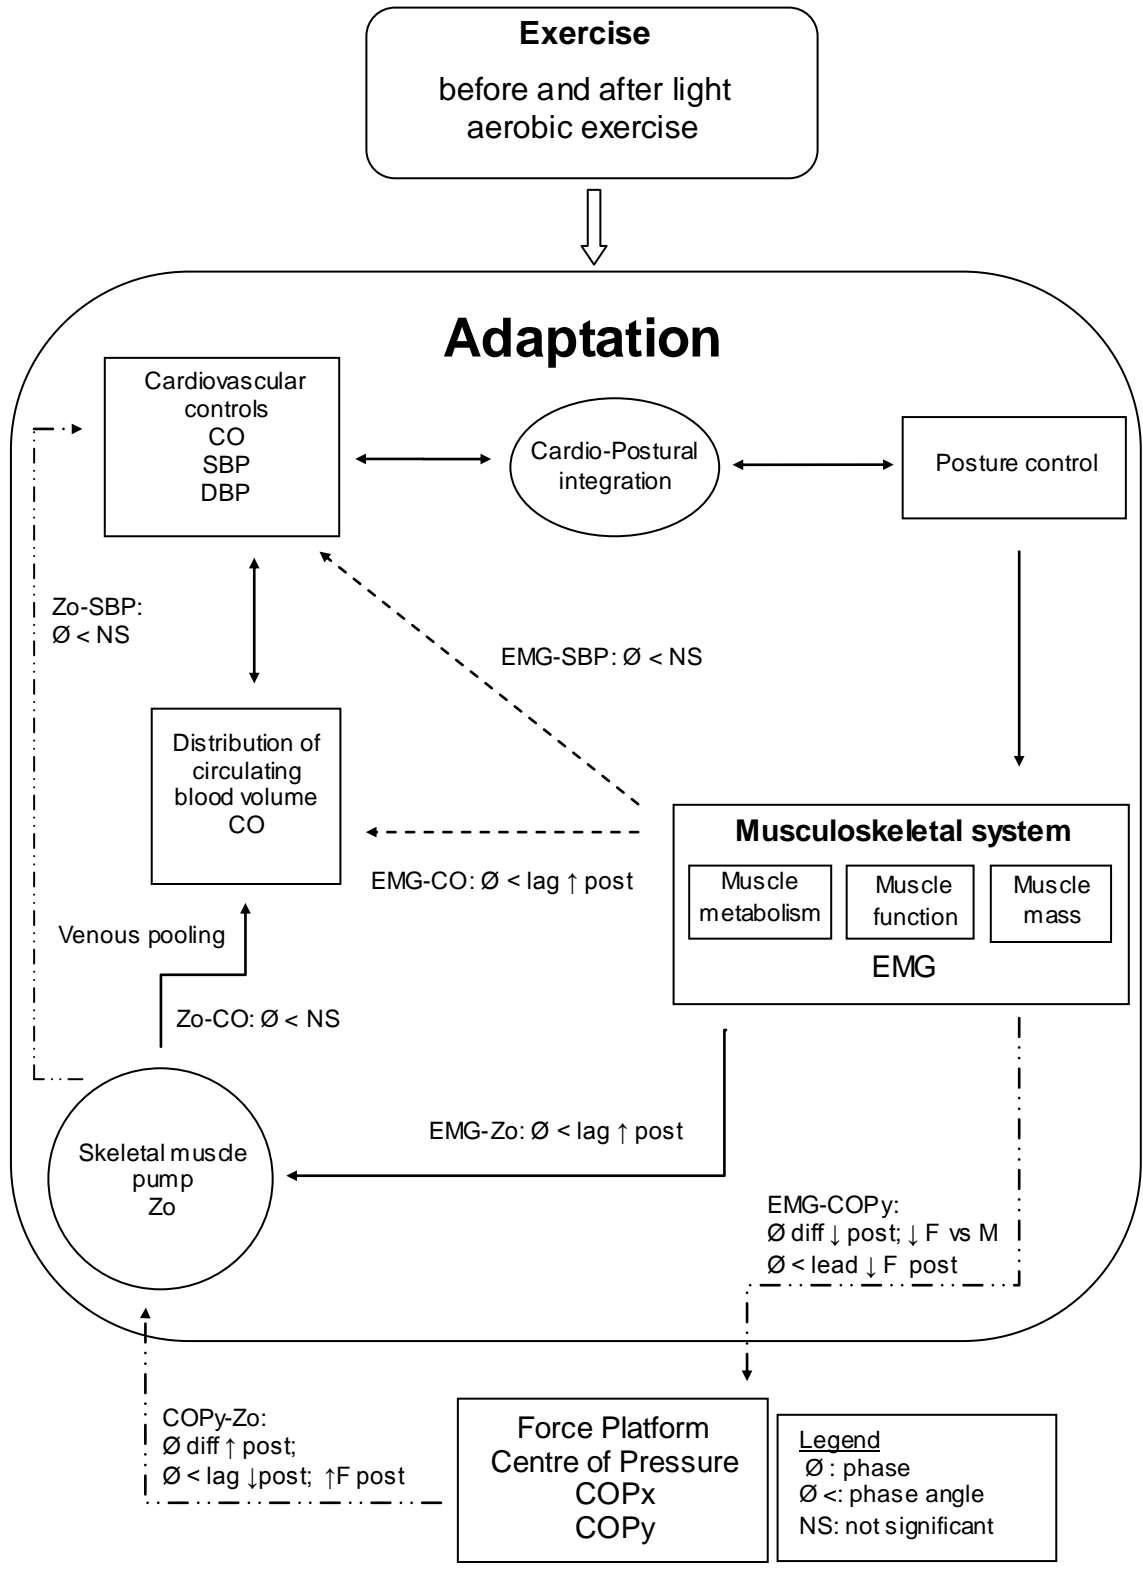 Exercise
before and after light
aerobic exercise
Adaptation
Cardiovascular
controls
CO
SBP
DBP
Cardio-Postural
integration
Posture control
Zo-SBP:
Ø < NS
EMG-SBP: Ø < NS
Distribution of
circulating
blood volume
CO
Musculoskeletal system
Muscle
metabolism
Muscle
function
Muscle
mass
EMG
EMG-CO: Ø < lag ↑ post
Venous pooling
Zo-CO: Ø < NS
EMG-Zo: Ø < lag ↑ post
Skeletal muscle
pump
Zo
EMG-COPy:
Ø diff ↓ post; ↓ F vs M
Ø < lead ↓ F post
COPy-Zo:
Ø diff ↑ post;
Ø < lag ↓post; ↑F post
Force Platform
Centre of Pressure
COPx
COPy
Legend
Ø : phase
Ø <: phase angle
NS: not significant